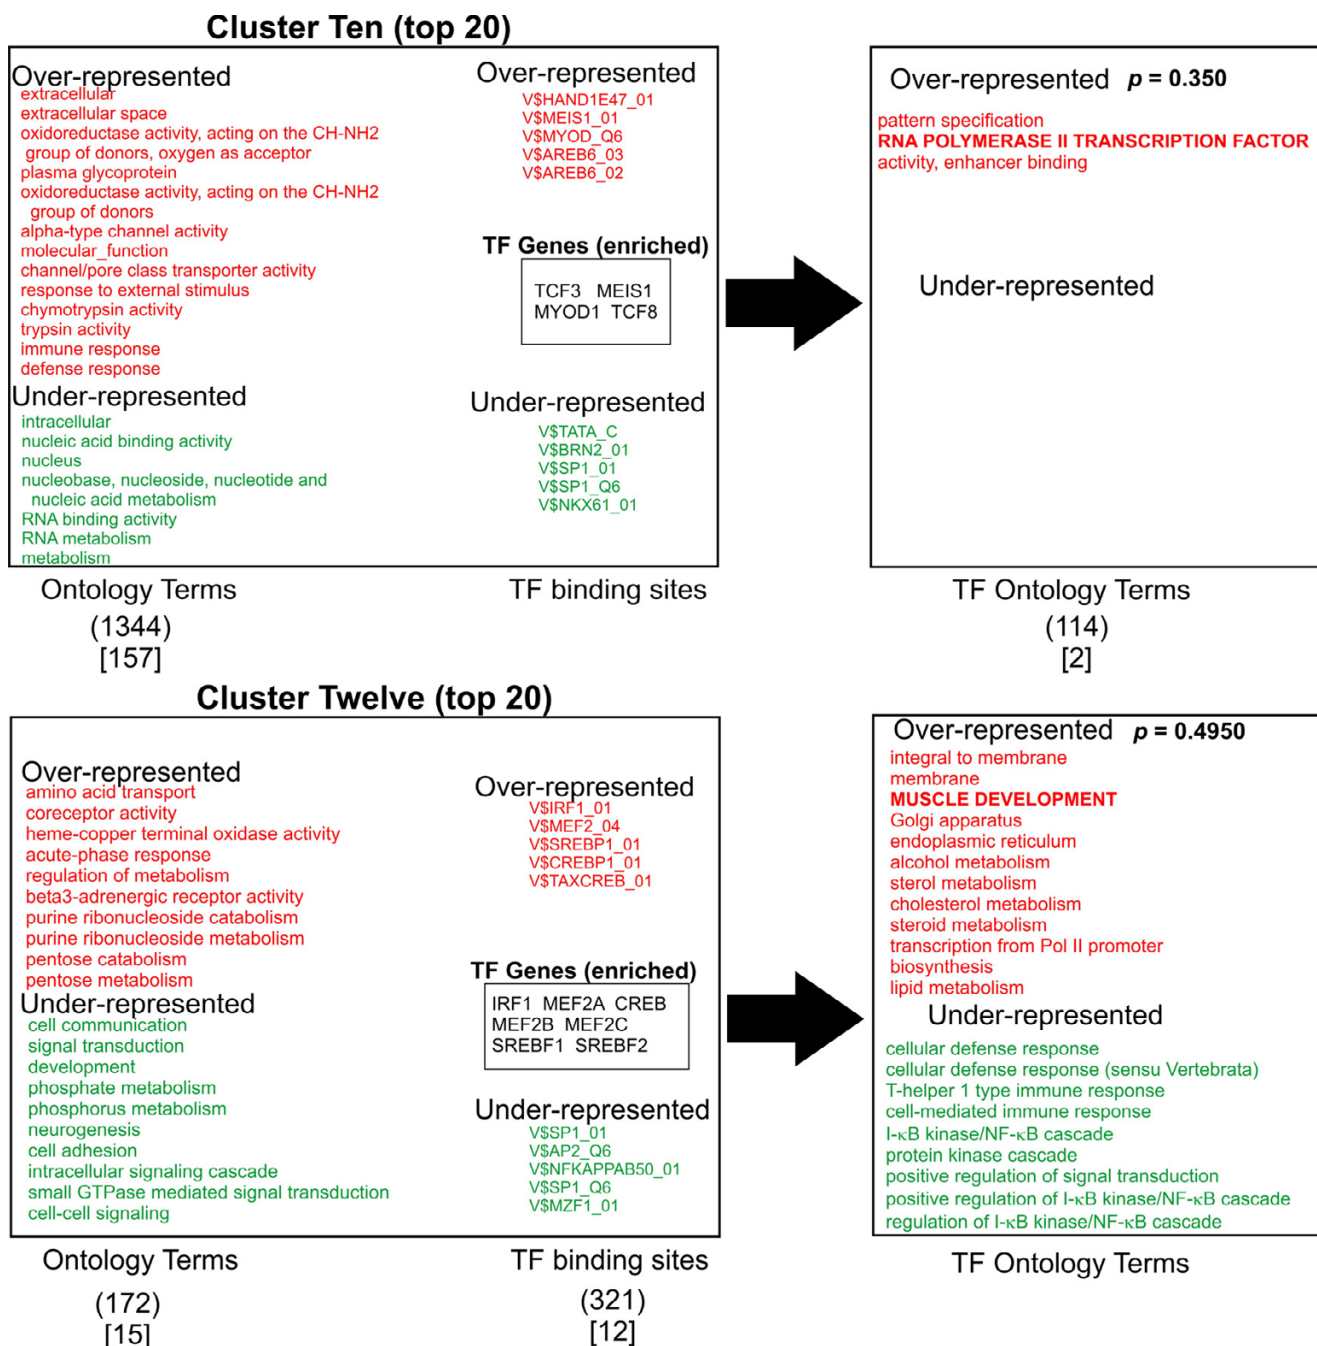 Cluster Ten (top 20)
Over-represented
extracellular
extracellular space
oxidoreductase activity, acting on the CH-NH2
group of donors, oxygen as acceptor
plasma glycoprotein
oxidoreductase activity, acting on the CH-NH2
group of donors
alpha-type channel activity
molecular_function
channel/pore class transporter activity
response to external stimulus
chymotrypsin activity
trypsin activity
immune response
defense response
Under-represented
intracellular
nucleic acid binding activity
nucleus
nucleobase, nucleoside, nucleotide and
nucleic acid metabolism
RNA binding activity
RNA metabolism
metabolism
Over-represented
V$HAND1E47_01
V$MEIS1_01
V$MYOD_Q6
V$AREB6_03
V$AREB6_02
TF Genes (enriched)
TCF3 MEIS1
MYOD1 TCF8
Under-represented
V$TATA_C
V$BRN2_01
V$SP1_01
V$SP1_Q6
V$NKX61_01
Over-represented p = 0.350
pattern specification
RNA POLYMERASE II TRANSCRIPTION FACTOR
activity, enhancer binding
Under-represented
Ontology Terms
(1344)
[157]
TF binding sites
TF Ontology Terms
(114)
[2]
Cluster Twelve (top 20)
Over-represented
amino acid transport
coreceptor activity
heme-copper terminal oxidase activity
acute-phase response
regulation of metabolism
beta3-adrenergic receptor activity
purine ribonucleoside catabolism
purine ribonucleoside metabolism
pentose catabolism
pentose metabolism
Under-represented
cell communication
signal transduction
development
phosphate metabolism
phosphorus metabolism
neurogenesis
cell adhesion
intracellular signaling cascade
small GTPase mediated signal transduction
cell-cell signaling
Over-represented
V$IRF1_01
V$MEF2_04
V$SREBP1_01
V$CREBP1_01
V$TAXCREB_01
TF Genes (enriched)
IRF1 MEF2A CREB
MEF2B MEF2C
SREBF1 SREBF2
Under-represented
V$SP1_01
V$AP2_Q6
V$NFKAPPAB50_01
V$SP1_Q6
V$MZF1_01
Over-represented p = 0.4950
integral to membrane
membrane
MUSCLE DEVELOPMENT
Golgi apparatus
endoplasmic reticulum
alcohol metabolism
sterol metabolism
cholesterol metabolism
steroid metabolism
transcription from Pol II promoter
biosynthesis
lipid metabolism
Under-represented
cellular defense response
cellular defense response (sensu Vertebrata)
T-helper 1 type immune response
cell-mediated immune response
I-κB kinase/NF-κB cascade
protein kinase cascade
positive regulation of signal transduction
positive regulation of I-κB kinase/NF-κB cascade
regulation of I-κB kinase/NF-κB cascade
Ontology Terms
(172)
[15]
TF binding sites
(321)
[12]
TF Ontology Terms